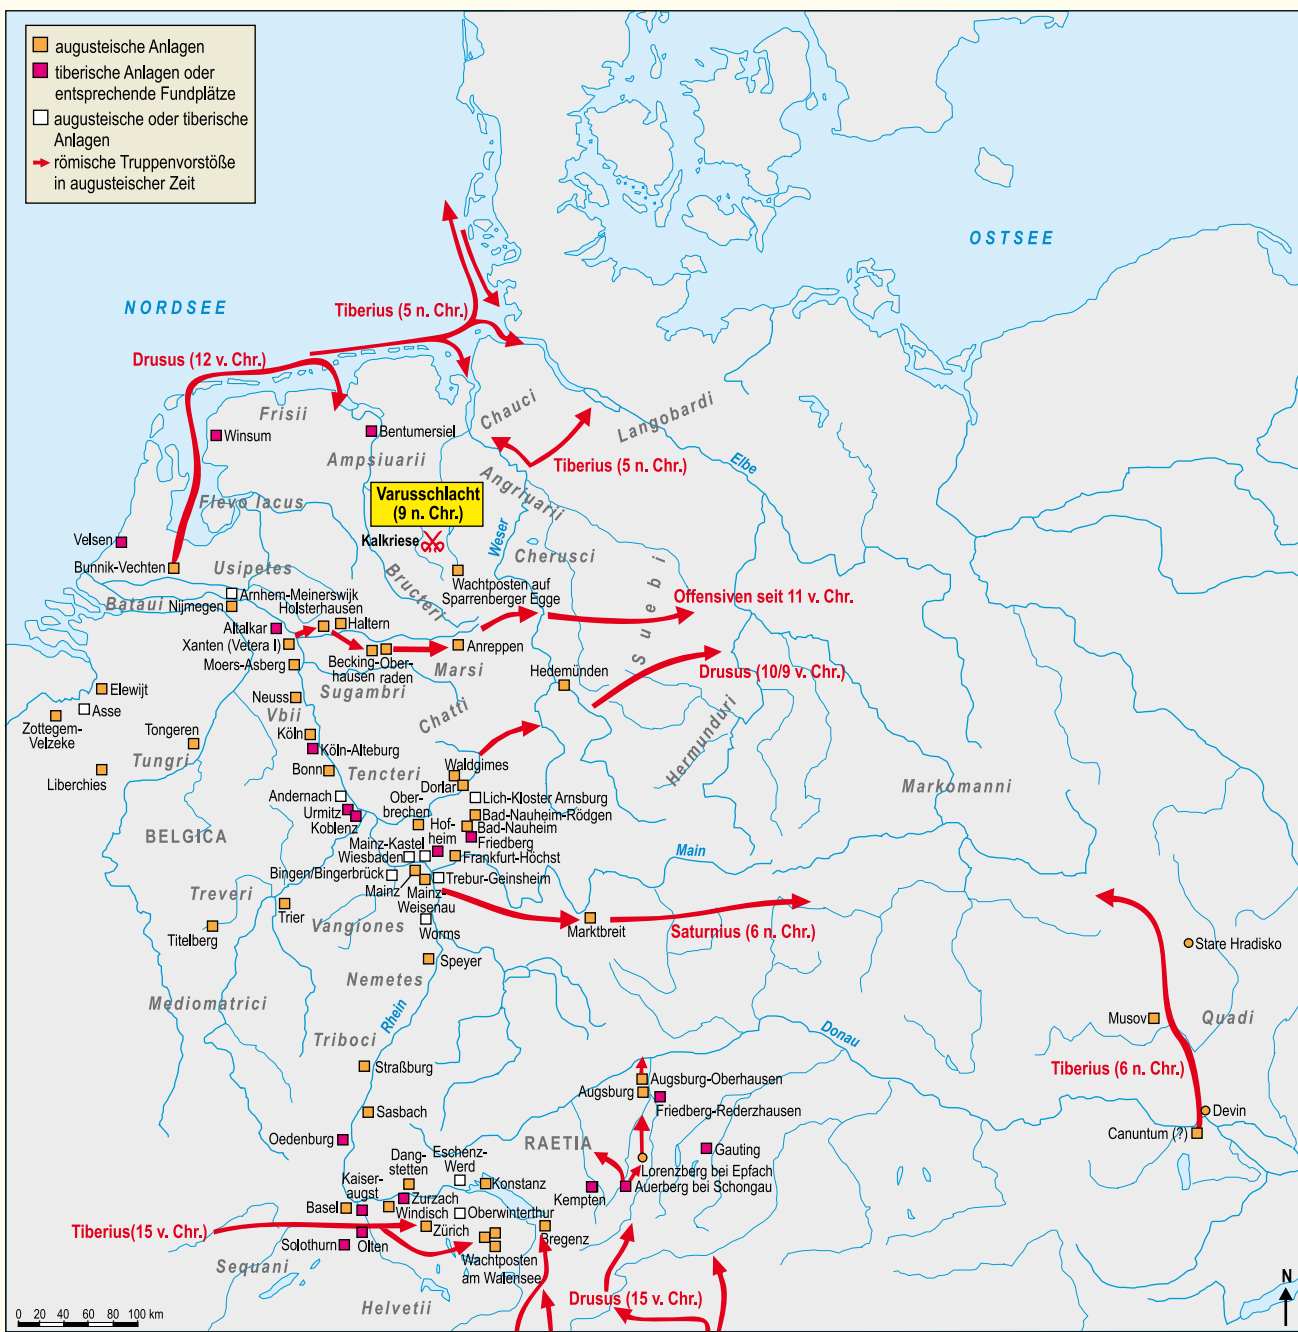 augusteische Anlagen
tiberische Anlagen oder
entsprechende Fundplätze
augusteische oder tiberische
Anlagen
römische Truppenvorstöße
in augusteischer Zeit
OSTSEE
NORDSEE
Tiberius (5 n. Chr.)
Drusus (12 v. Chr.)
Frisii
Chauci
Langobardi
Winsum
Bentumersiel
Ampsiuarii
Tiberius (5 n. Chr.)
Elbe
Angriuarii
Flevo lacus
Varusschlacht
(9 n. Chr.)
Kalkriese
Weser
Velsen
Cherusci
Bunnik-Vechten
Usipetes
Bructeri
Wachtposten auf
Sparrenberger Egge
Suebi
Arnhem-Meinerswijk
Bataui
Nijmegen
Holsterhausen
Haltern
Offensiven seit 11 v. Chr.
Altalkar
Xanten (Vetera I)
Anreppen
Moers-Asberg
Becking-
hausen
Ober-
raden
Marsi
Hedemünden
Drusus (10/9 v. Chr.)
Sugambri
Elewijt
Asse
Neuss
Vbii
Chatti
Zottegem-
Velzeke
Tongeren
Köln
Köln-Alteburg
Hermunduri
Tungri
Liberchies
Bonn
Tencteri
Waldgimes
Dorlar
Markomanni
Andernach
Urmitz
Koblenz
Ober-
brechen
Lich-Kloster Arnsburg
Bad-Nauheim-Rödgen
Bad-Nauheim
Friedberg
BELGICA
Hof-
heim
Mainz-Kastel
Wiesbaden
Frankfurt-Höchst
Main
Bingen/Bingerbrück
Mainz
Trebur-Geinsheim
Mainz-
Weisenau
Treveri
Trier
Vangiones
Worms
Marktbreit
Saturnius (6 n. Chr.)
Titelberg
Stare Hradisko
Speyer
Nemetes
Mediomatrici
Rhein
Musov
Quadi
Donau
Triboci
Straßburg
Tiberius (6 n. Chr.)
Augsburg-Oberhausen
Augsburg
Friedberg-Rederzhausen
Sasbach
Devin
Oedenburg
Canuntum (?)
RAETIA
Gauting
Dang-
stetten
Eschenz-
Werd
Lorenzberg bei Epfach
Auerberg bei Schongau
Kempten
Konstanz
Kaiser-
augst
Zurzach
Basel
Windisch
Oberwinterthur
Tiberius(15 v. Chr.)
Zürich
Bregenz
Solothurn
Olten
Wachtposten
am Walensee
Sequani
Helvetii
Drusus (15 v. Chr.)
N
0 20 40 60 80 100 km